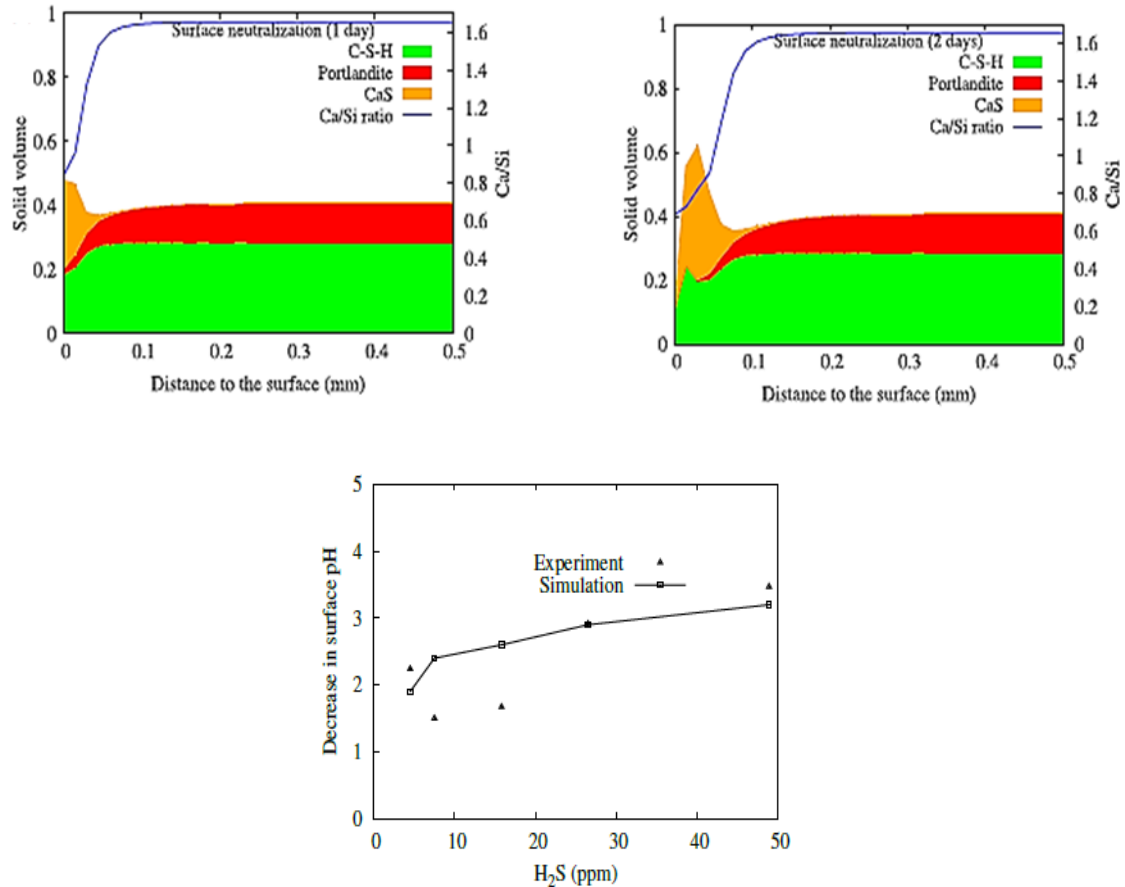 Surface neutralization (1 day)
C-S-H
Portlandite
CaS
Ca/Si ratio
Solid volume
Ca/Si
0 0.2 0.4 0.6 0.8 1
0 0.2 0.4 0.6 0.8 1 1.2 1.4 1.6
0 0.1 0.2 0.3 0.4 0.5
Distance to the surface (mm)
Surface neutralization (2 days)
C-S-H
Portlandite
CaS
Ca/Si ratio
Solid volume
Ca/Si
0 0.2 0.4 0.6 0.8 1
0 0.2 0.4 0.6 0.8 1 1.2 1.4 1.6
0 0.1 0.2 0.3 0.4 0.5
Distance to the surface (mm)
Experiment
Simulation
Decrease in surface pH
0 1 2 3 4 5
0 10 20 30 40 50
H₂S (ppm)